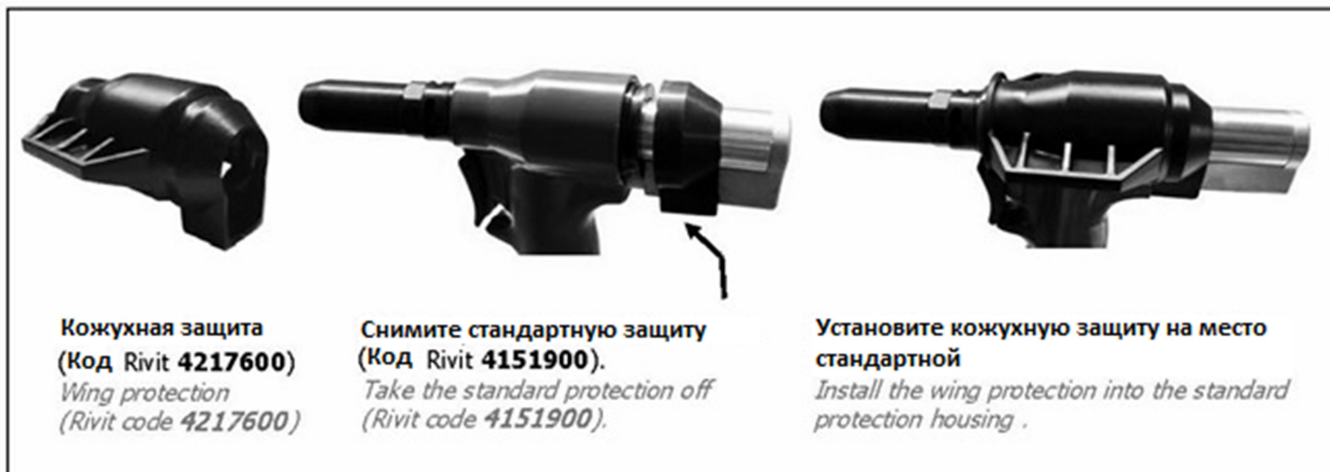 Кожухная защита
(Код Rivit 4217600)
Wing protection
(Rivit code 4217600)
Снимите стандартную защиту
(Код Rivit 4151900).
Take the standard protection off
(Rivit code 4151900).
Установите кожухную защиту на место
стандартной
Install the wing protection into the standard
protection housing .